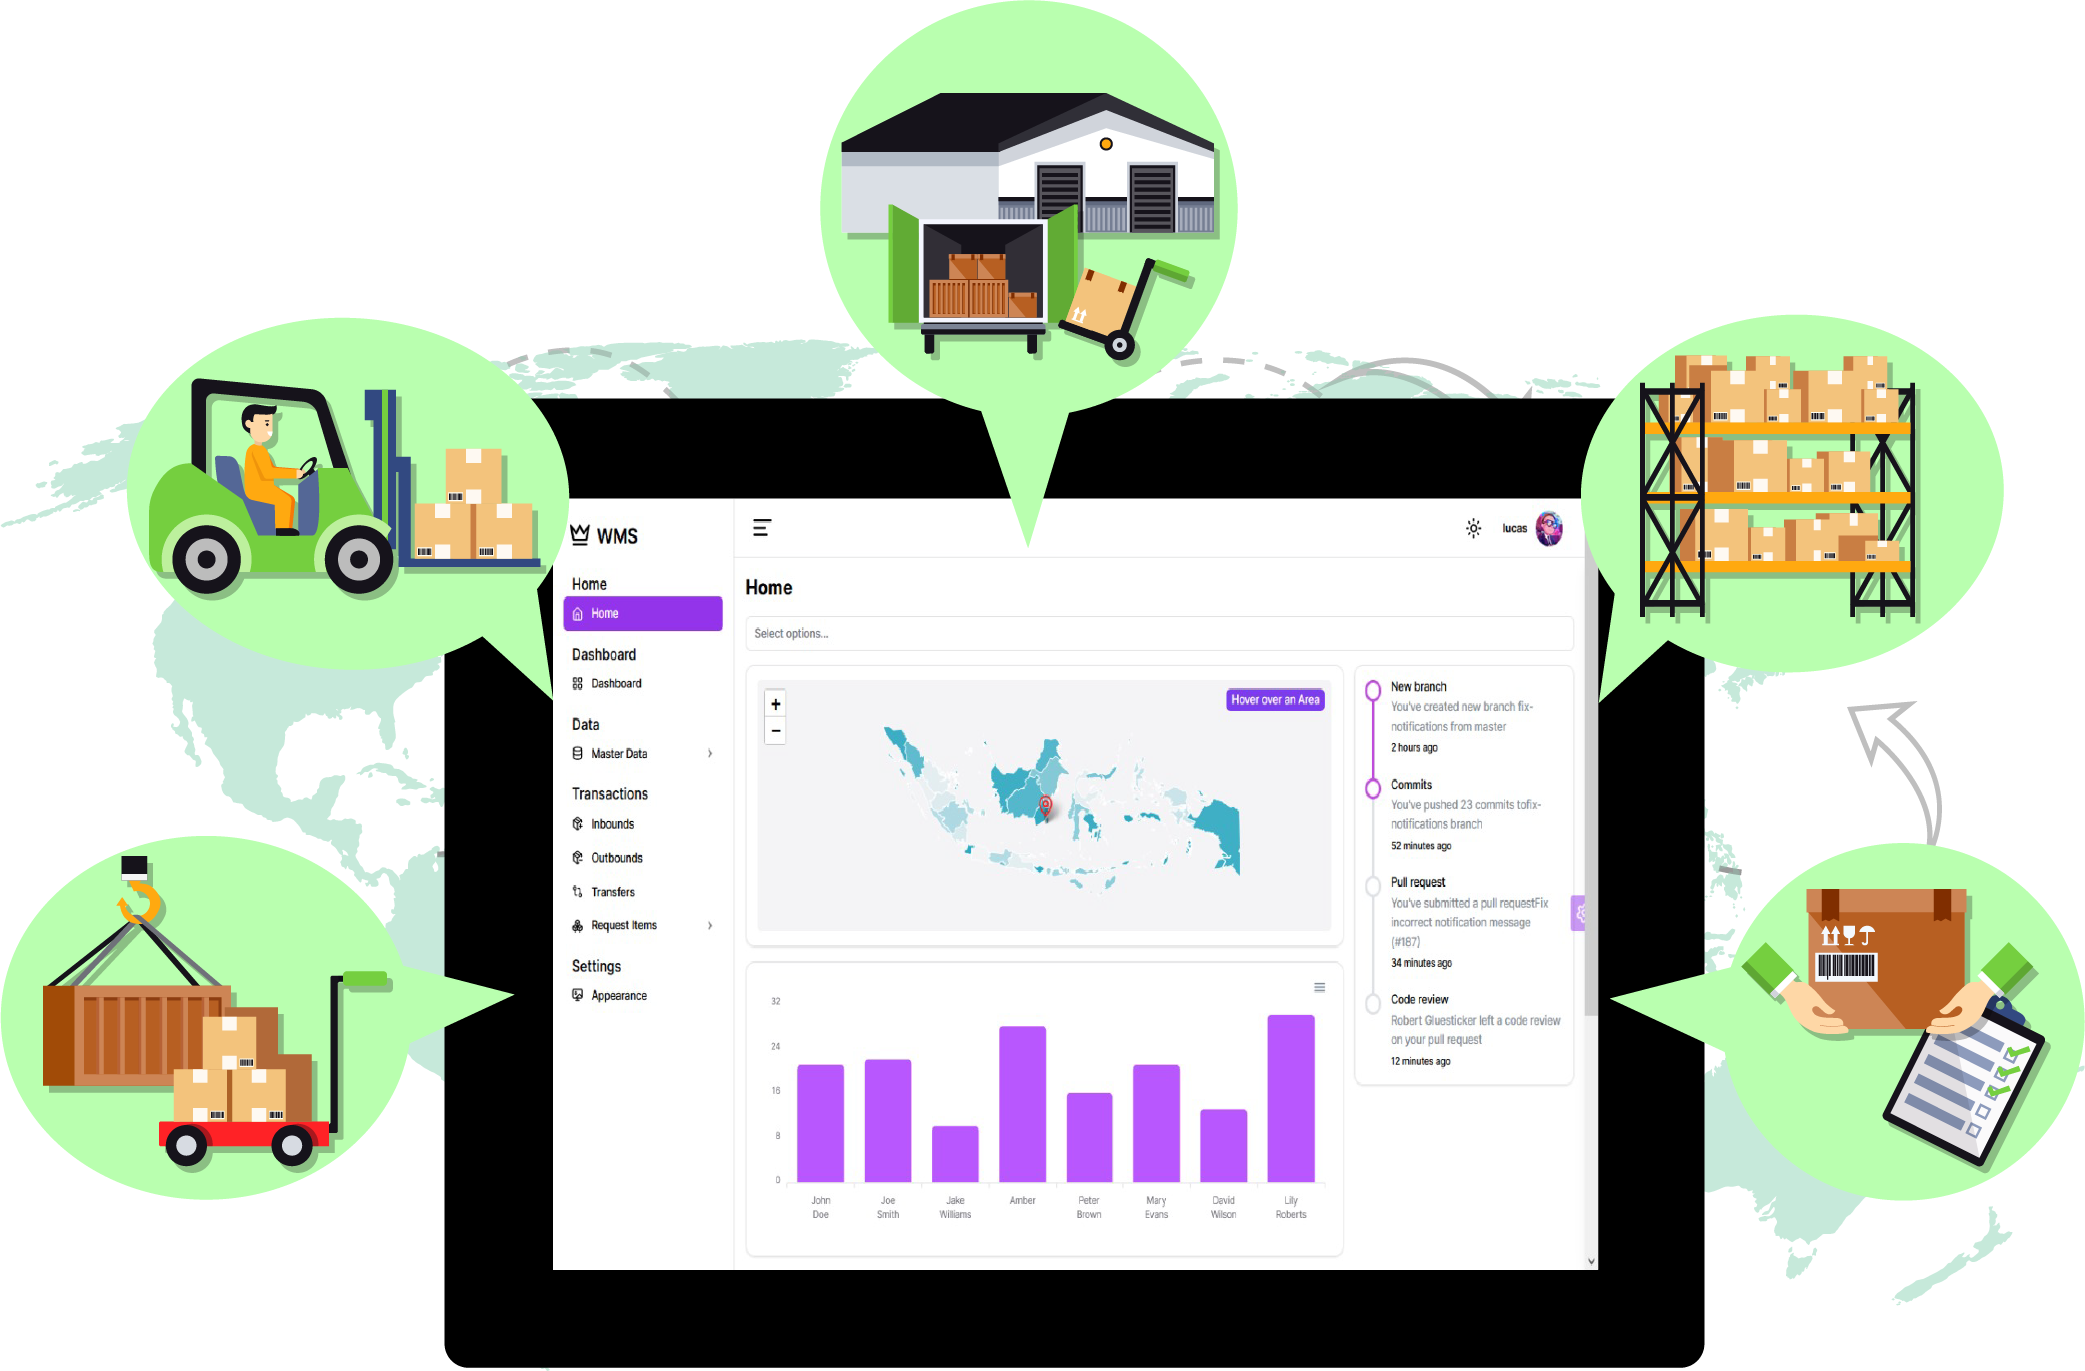 WMS
lucas
Home
Home
Dashboard
Dashboard
Data
Master Data
Transactions
Inbounds
Outbounds
Transfers
Request Items
Settings
Appearance
Home
Select options...
+
−
Hover over an Area
New branch
You've created new branch fix-
notifications from master
2 hours ago
Commits
You've pushed 23 commits tofix-
notifications branch
52 minutes ago
Pull request
You've submitted a pull requestFix
incorrect notification message
(#187)
34 minutes ago
Code review
Robert Gluesticker left a code review
on your pull request
12 minutes ago
32
24
16
8
0
John
Doe
Joe
Smith
Jake
Williams
Amber
Peter
Brown
Mary
Evans
David
Wilson
Lily
Roberts